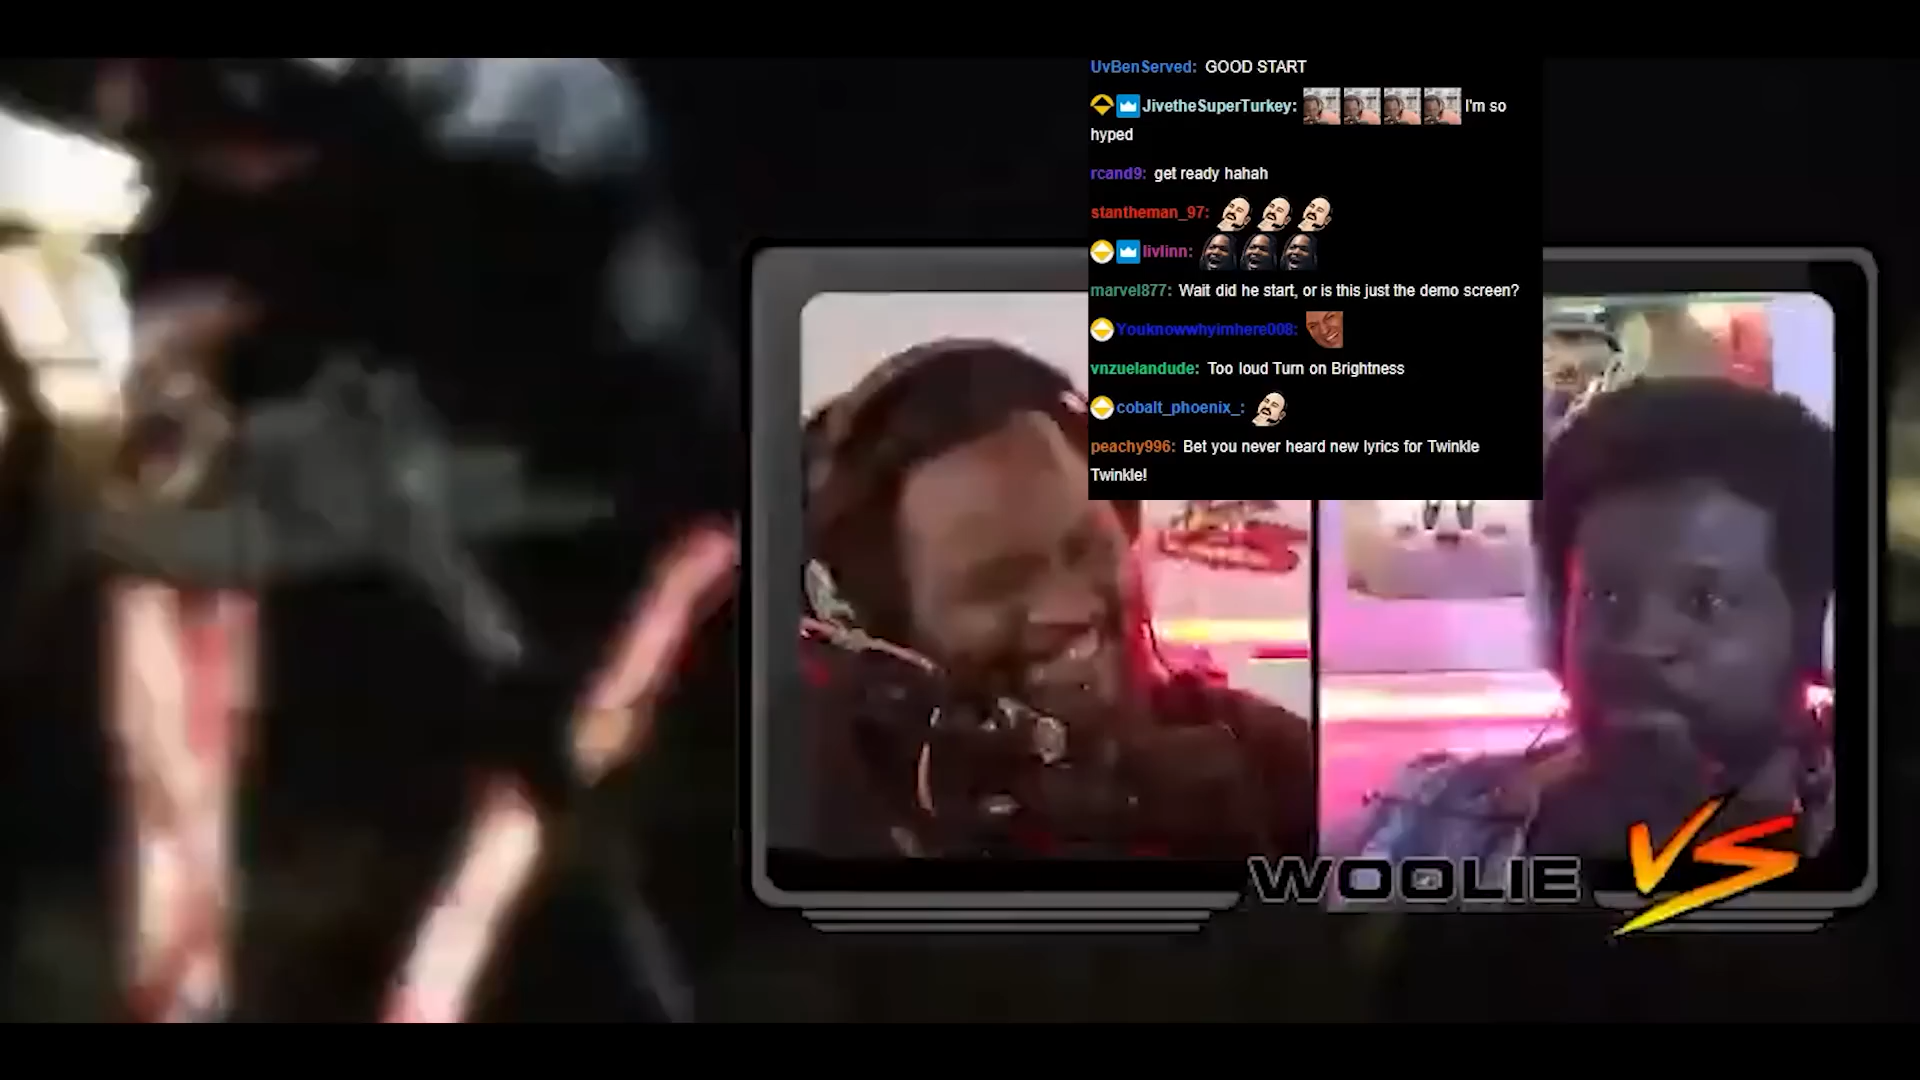 UvBenServed: GOOD START
JivetheSuperTurkey: I'm so
hyped
rcand9: get ready hahah
stantheman_97:
livlinn:
marvel877: Wait did he start, or is this just the demo screen?
Youknowwhyimhere008:
vnzuelandude: Too loud Turn on Brightness
cobalt_phoenix_:
peachy996: Bet you never heard new lyrics for Twinkle
Twinkle!
WOOLIE VS